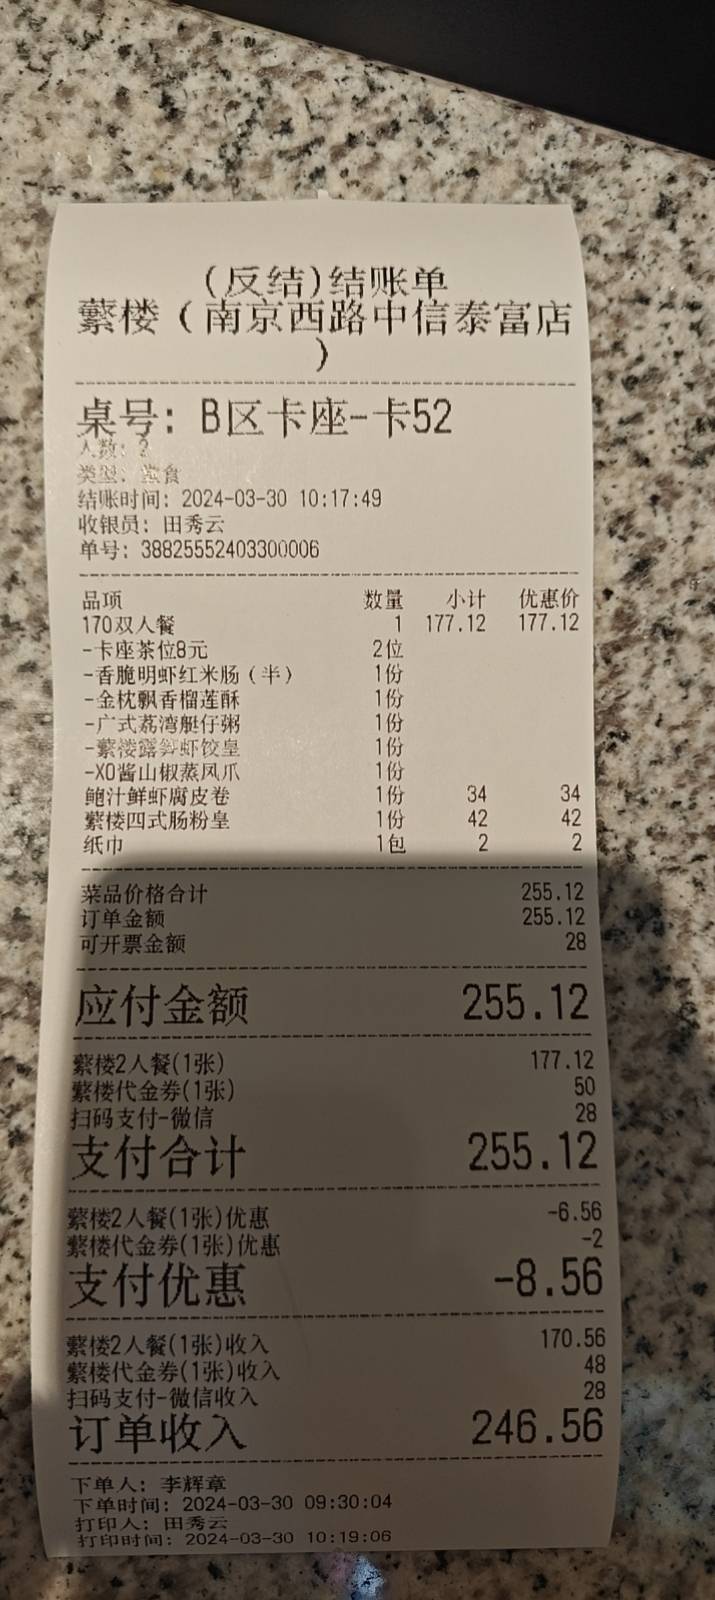 (反结)结账单
蘩楼（南京西路中信泰富店
）
桌号: B区卡座-卡52
人数: 2
类型: 堂食
结账时间: 2024-03-30 10:17:49
收银员: 田秀云
单号: 38825552403300006
品项 数量 小计 优惠价
170双人餐 1 177.12 177.12
-卡座茶位8元 2位
-香脆明虾红米肠（半） 1份
-金枕飘香榴莲酥 1份
-广式荔湾艇仔粥 1份
-蘩楼露笋虾饺皇 1份
-XO酱山椒蒸凤爪 1份
鲍汁鲜虾腐皮卷 1份 34 34
蘩楼四式肠粉皇 1份 42 42
纸巾 1包 2 2
菜品价格合计 255.12
订单金额 255.12
可开票金额 28
应付金额 255.12
蘩楼2人餐(1张) 177.12
蘩楼代金券(1张) 50
扫码支付-微信 28
支付合计 255.12
蘩楼2人餐(1张)优惠 -6.56
蘩楼代金券(1张)优惠 -2
支付优惠 -8.56
蘩楼2人餐(1张)收入 170.56
蘩楼代金券(1张)收入 48
扫码支付-微信收入 28
订单收入 246.56
下单人: 李辉章
下单时间: 2024-03-30 09:30:04
打印人: 田秀云
打印时间: 2024-03-30 10:19:06